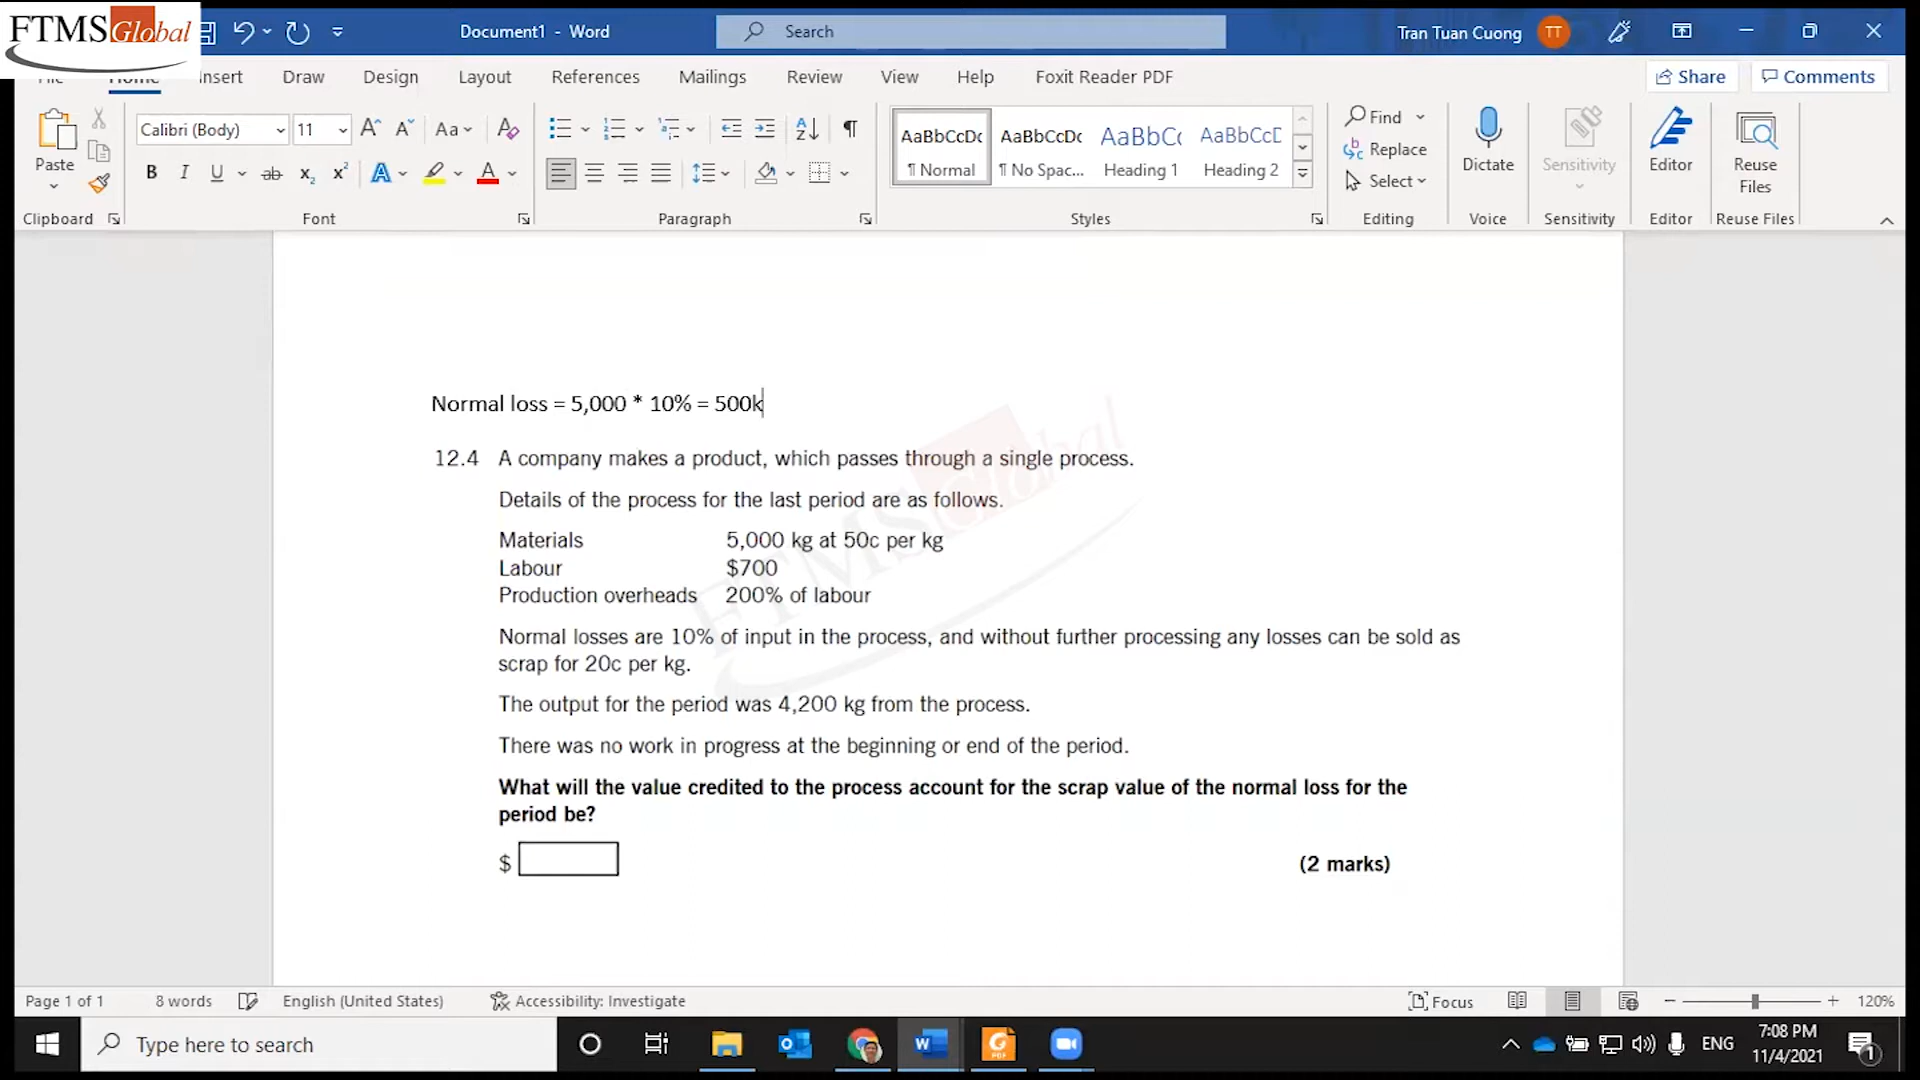 FTMSGlobal
Document1 - Word
Search
Tran Tuan Cuong TT
Home Insert Draw Design Layout References Mailings Review View Help Foxit Reader PDF Share Comments
Calibri (Body) 11 Aa
AaBbCcDc AaBbCcDc AaBbC AaBbCcD
¶ Normal ¶ No Spac... Heading 1 Heading 2
Find
Replace
Select
Paste
B I U ab x₂ x² A A
Dictate
Sensitivity
Editor
Reuse Files
Clipboard Font Paragraph Styles Editing Voice Sensitivity Editor Reuse Files
Normal loss = 5,000 * 10% = 500k
12.4 A company makes a product, which passes through a single process.
Details of the process for the last period are as follows.
Materials 5,000 kg at 50c per kg
Labour $700
Production overheads 200% of labour
Normal losses are 10% of input in the process, and without further processing any losses can be sold as
scrap for 20c per kg.
The output for the period was 4,200 kg from the process.
There was no work in progress at the beginning or end of the period.
What will the value credited to the process account for the scrap value of the normal loss for the
period be?
$ (2 marks)
FTMSGlobal
Page 1 of 1 8 words English (United States) Accessibility: Investigate Focus 120%
Type here to search
ENG
7:08 PM
11/4/2021
1